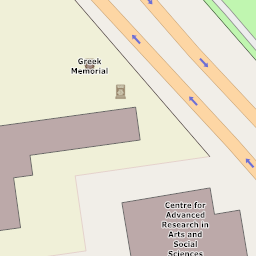 Greek
Memorial
Centre for
Advanced
Research in
Arts and
Social
Sciences